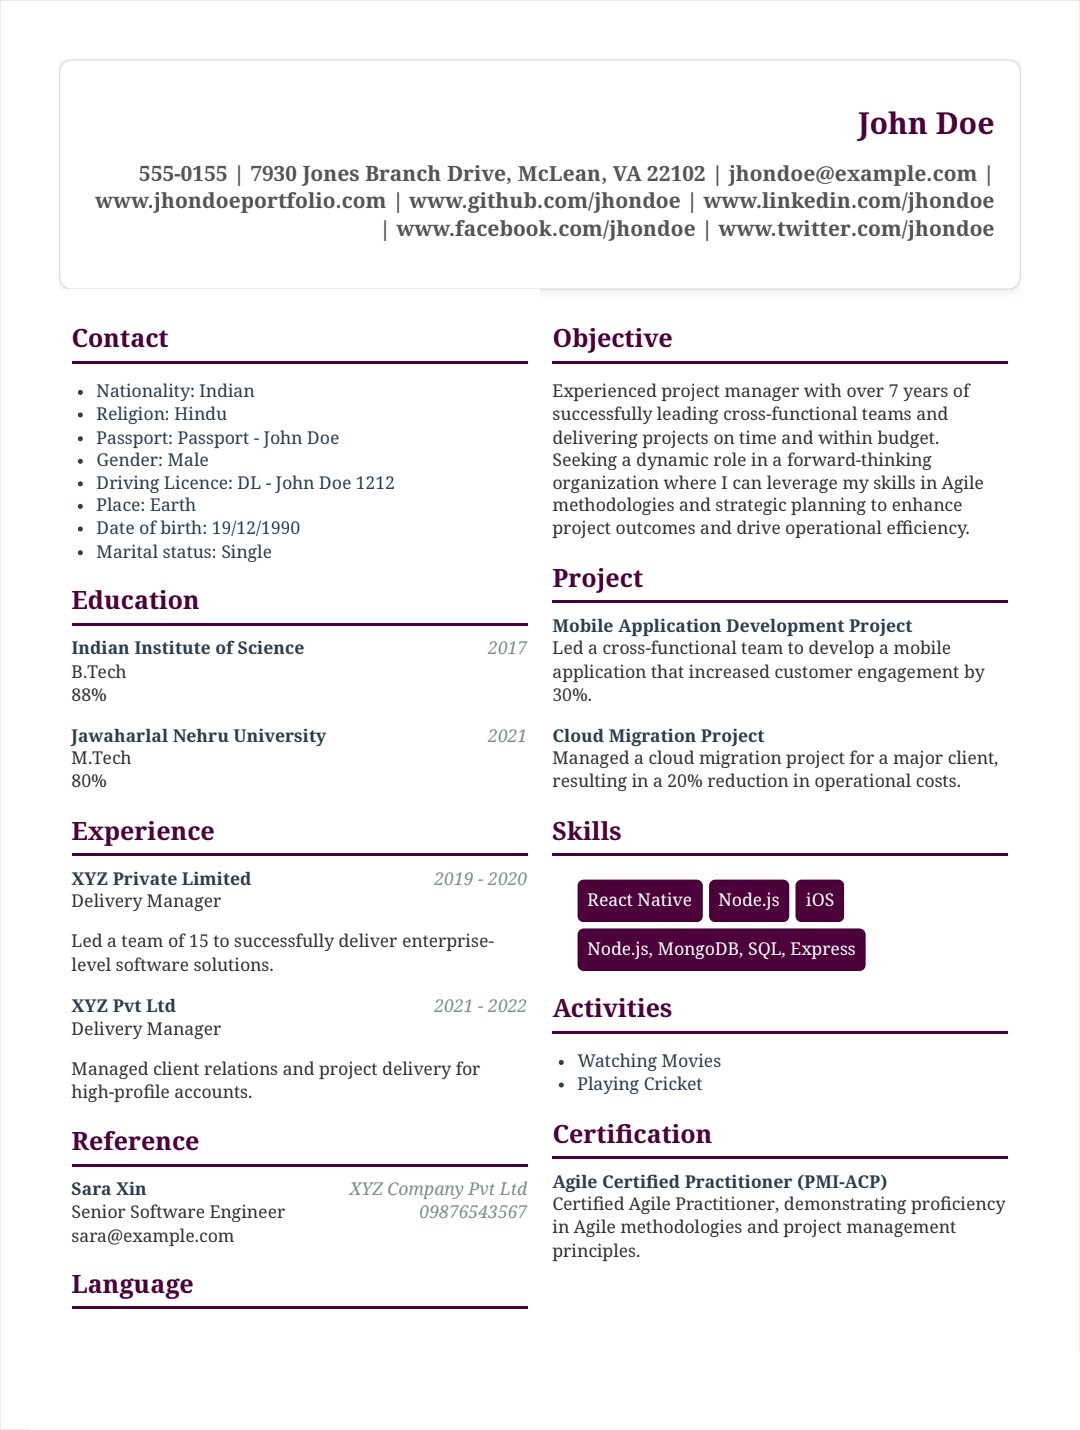 John Doe
555-0155 | 7930 Jones Branch Drive, McLean, VA 22102 | jhondoe@example.com |
www.jhondoeportfolio.com | www.github.com/jhondoe | www.linkedin.com/jhondoe
| www.facebook.com/jhondoe | www.twitter.com/jhondoe
Contact
• Nationality: Indian
• Religion: Hindu
• Passport: Passport - John Doe
• Gender: Male
• Driving Licence: DL - John Doe 1212
• Place: Earth
• Date of birth: 19/12/1990
• Marital status: Single
Education
Indian Institute of Science 2017
B.Tech
88%
Jawaharlal Nehru University 2021
M.Tech
80%
Experience
XYZ Private Limited 2019 - 2020
Delivery Manager
Led a team of 15 to successfully deliver enterprise-
level software solutions.
XYZ Pvt Ltd 2021 - 2022
Delivery Manager
Managed client relations and project delivery for
high-profile accounts.
Reference
Sara Xin XYZ Company Pvt Ltd
Senior Software Engineer 09876543567
sara@example.com
Language
Objective
Experienced project manager with over 7 years of
successfully leading cross-functional teams and
delivering projects on time and within budget.
Seeking a dynamic role in a forward-thinking
organization where I can leverage my skills in Agile
methodologies and strategic planning to enhance
project outcomes and drive operational efficiency.
Project
Mobile Application Development Project
Led a cross-functional team to develop a mobile
application that increased customer engagement by
30%.
Cloud Migration Project
Managed a cloud migration project for a major client,
resulting in a 20% reduction in operational costs.
Skills
React Native Node.js iOS
Node.js, MongoDB, SQL, Express
Activities
• Watching Movies
• Playing Cricket
Certification
Agile Certified Practitioner (PMI-ACP)
Certified Agile Practitioner, demonstrating proficiency
in Agile methodologies and project management
principles.